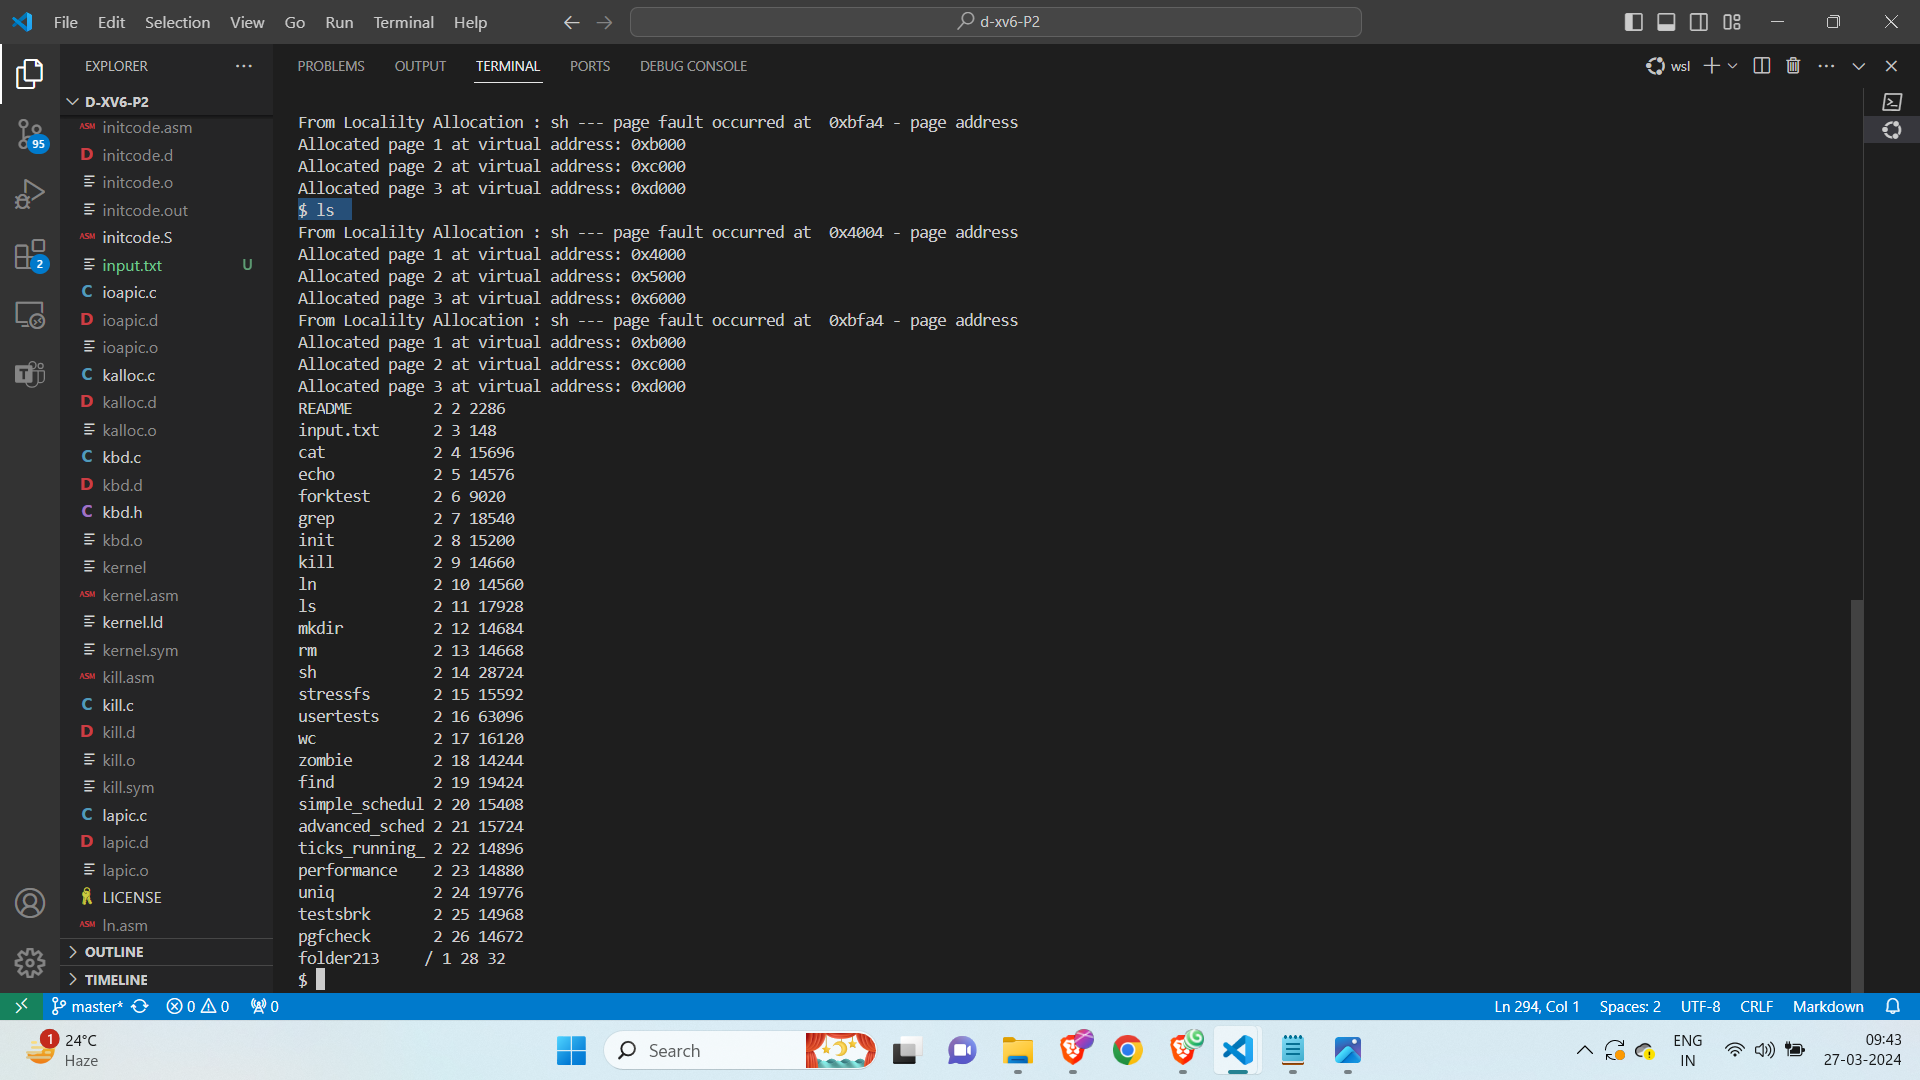 File Edit Selection View Go Run Terminal Help
d-xv6-P2
EXPLORER
D-XV6-P2
ASM initcode.asm
D initcode.d
initcode.o
initcode.out
ASM initcode.S
input.txt U
C ioapic.c
D ioapic.d
ioapic.o
C kalloc.c
D kalloc.d
kalloc.o
C kbd.c
D kbd.d
C kbd.h
kbd.o
kernel
ASM kernel.asm
kernel.ld
kernel.sym
ASM kill.asm
C kill.c
D kill.d
kill.o
kill.sym
C lapic.c
D lapic.d
lapic.o
LICENSE
ASM ln.asm
OUTLINE
TIMELINE
95
2
PROBLEMS OUTPUT TERMINAL PORTS DEBUG CONSOLE
wsl
From Localilty Allocation : sh --- page fault occurred at  0xbfa4 - page address
Allocated page 1 at virtual address: 0xb000
Allocated page 2 at virtual address: 0xc000
Allocated page 3 at virtual address: 0xd000
$ ls
From Localilty Allocation : sh --- page fault occurred at  0x4004 - page address
Allocated page 1 at virtual address: 0x4000
Allocated page 2 at virtual address: 0x5000
Allocated page 3 at virtual address: 0x6000
From Localilty Allocation : sh --- page fault occurred at  0xbfa4 - page address
Allocated page 1 at virtual address: 0xb000
Allocated page 2 at virtual address: 0xc000
Allocated page 3 at virtual address: 0xd000
README         2 2 2286
input.txt      2 3 148
cat            2 4 15696
echo           2 5 14576
forktest       2 6 9020
grep           2 7 18540
init           2 8 15200
kill           2 9 14660
ln             2 10 14560
ls             2 11 17928
mkdir          2 12 14684
rm             2 13 14668
sh             2 14 28724
stressfs       2 15 15592
usertests      2 16 63096
wc             2 17 16120
zombie         2 18 14244
find           2 19 19424
simple_schedul 2 20 15408
advanced_sched 2 21 15724
ticks_running_ 2 22 14896
performance    2 23 14880
uniq           2 24 19776
testsbrk       2 25 14968
pgfcheck       2 26 14672
folder213     / 1 28 32
$
master* 0 0 0
Ln 294, Col 1 Spaces: 2 UTF-8 CRLF Markdown
1
24°C
Haze
Search
ENG
IN
09:43
27-03-2024